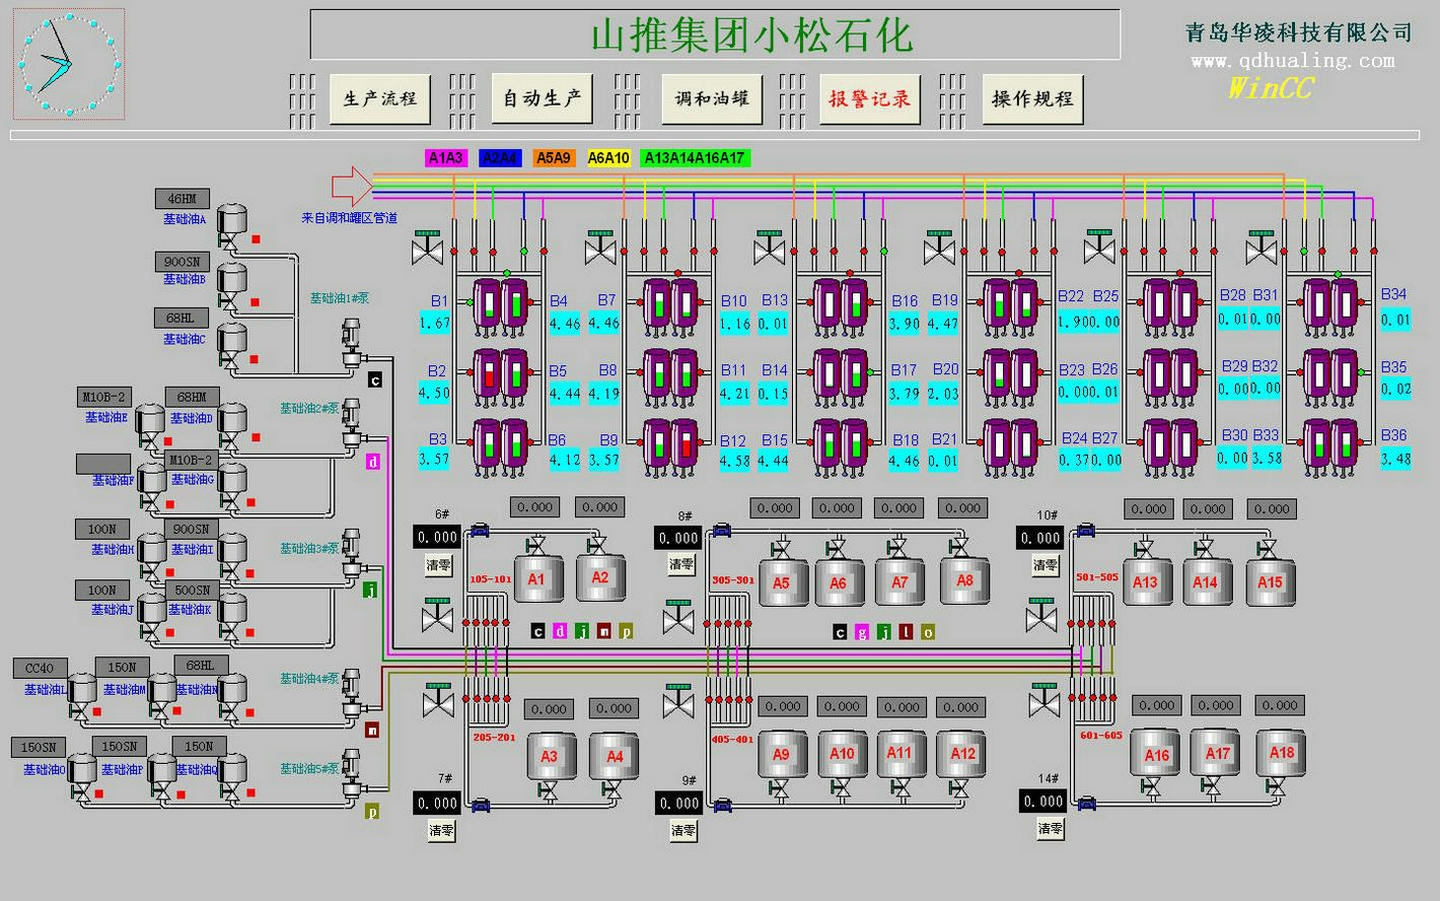 山推集团小松石化
青岛华凌科技有限公司
www.qdhualing.com
WinCC
生产流程
自动生产
调和油罐
报警记录
操作规程
A1A3
A2A4
A5A9
A6A10
A13A14A16A17
来自调和罐区管道
46HM
基础油A
900SN
基础油B
68HL
基础油C
基础油1#泵
c
M10B-2
基础油E
68HM
基础油D
基础油2#泵
d
基础油F
M10B-2
基础油G
100N
基础油H
900SN
基础油I
基础油3#泵
j
100N
基础油J
500SN
基础油K
CC40
基础油L
150N
基础油M
68HL
基础油N
基础油4#泵
m
150SN
基础油O
150SN
基础油P
150N
基础油Q
基础油5#泵
p
B1 1.67
B4 4.46
B7 4.46
B10 1.16
B13 0.01
B16 3.90
B19 4.47
B22 1.90
B25 0.00
B28 0.01
B31 0.00
B34 0.01
B2 4.50
B5 4.44
B8 4.19
B11 4.21
B14 0.15
B17 3.79
B20 2.03
B23 0.00
B26 0.01
B29 0.00
B32 0.00
B35 0.02
B3 3.57
B6 4.12
B9 3.57
B12 4.58
B15 4.44
B18 4.46
B21 0.01
B24 0.37
B27 0.00
B30 0.00
B33 3.58
B36 3.48
6#
0.000
清零
0.000
0.000
A1
A2
105-101
c d j m p
8#
0.000
清零
0.000
0.000
0.000
0.000
A5
A6
A7
A8
305-301
c g j l o
10#
0.000
清零
0.000
0.000
0.000
A13
A14
A15
501-505
205-201
0.000
0.000
A3
A4
7#
0.000
清零
405-401
0.000
0.000
0.000
0.000
A9
A10
A11
A12
9#
0.000
清零
601-605
0.000
0.000
0.000
A16
A17
A18
14#
0.000
清零